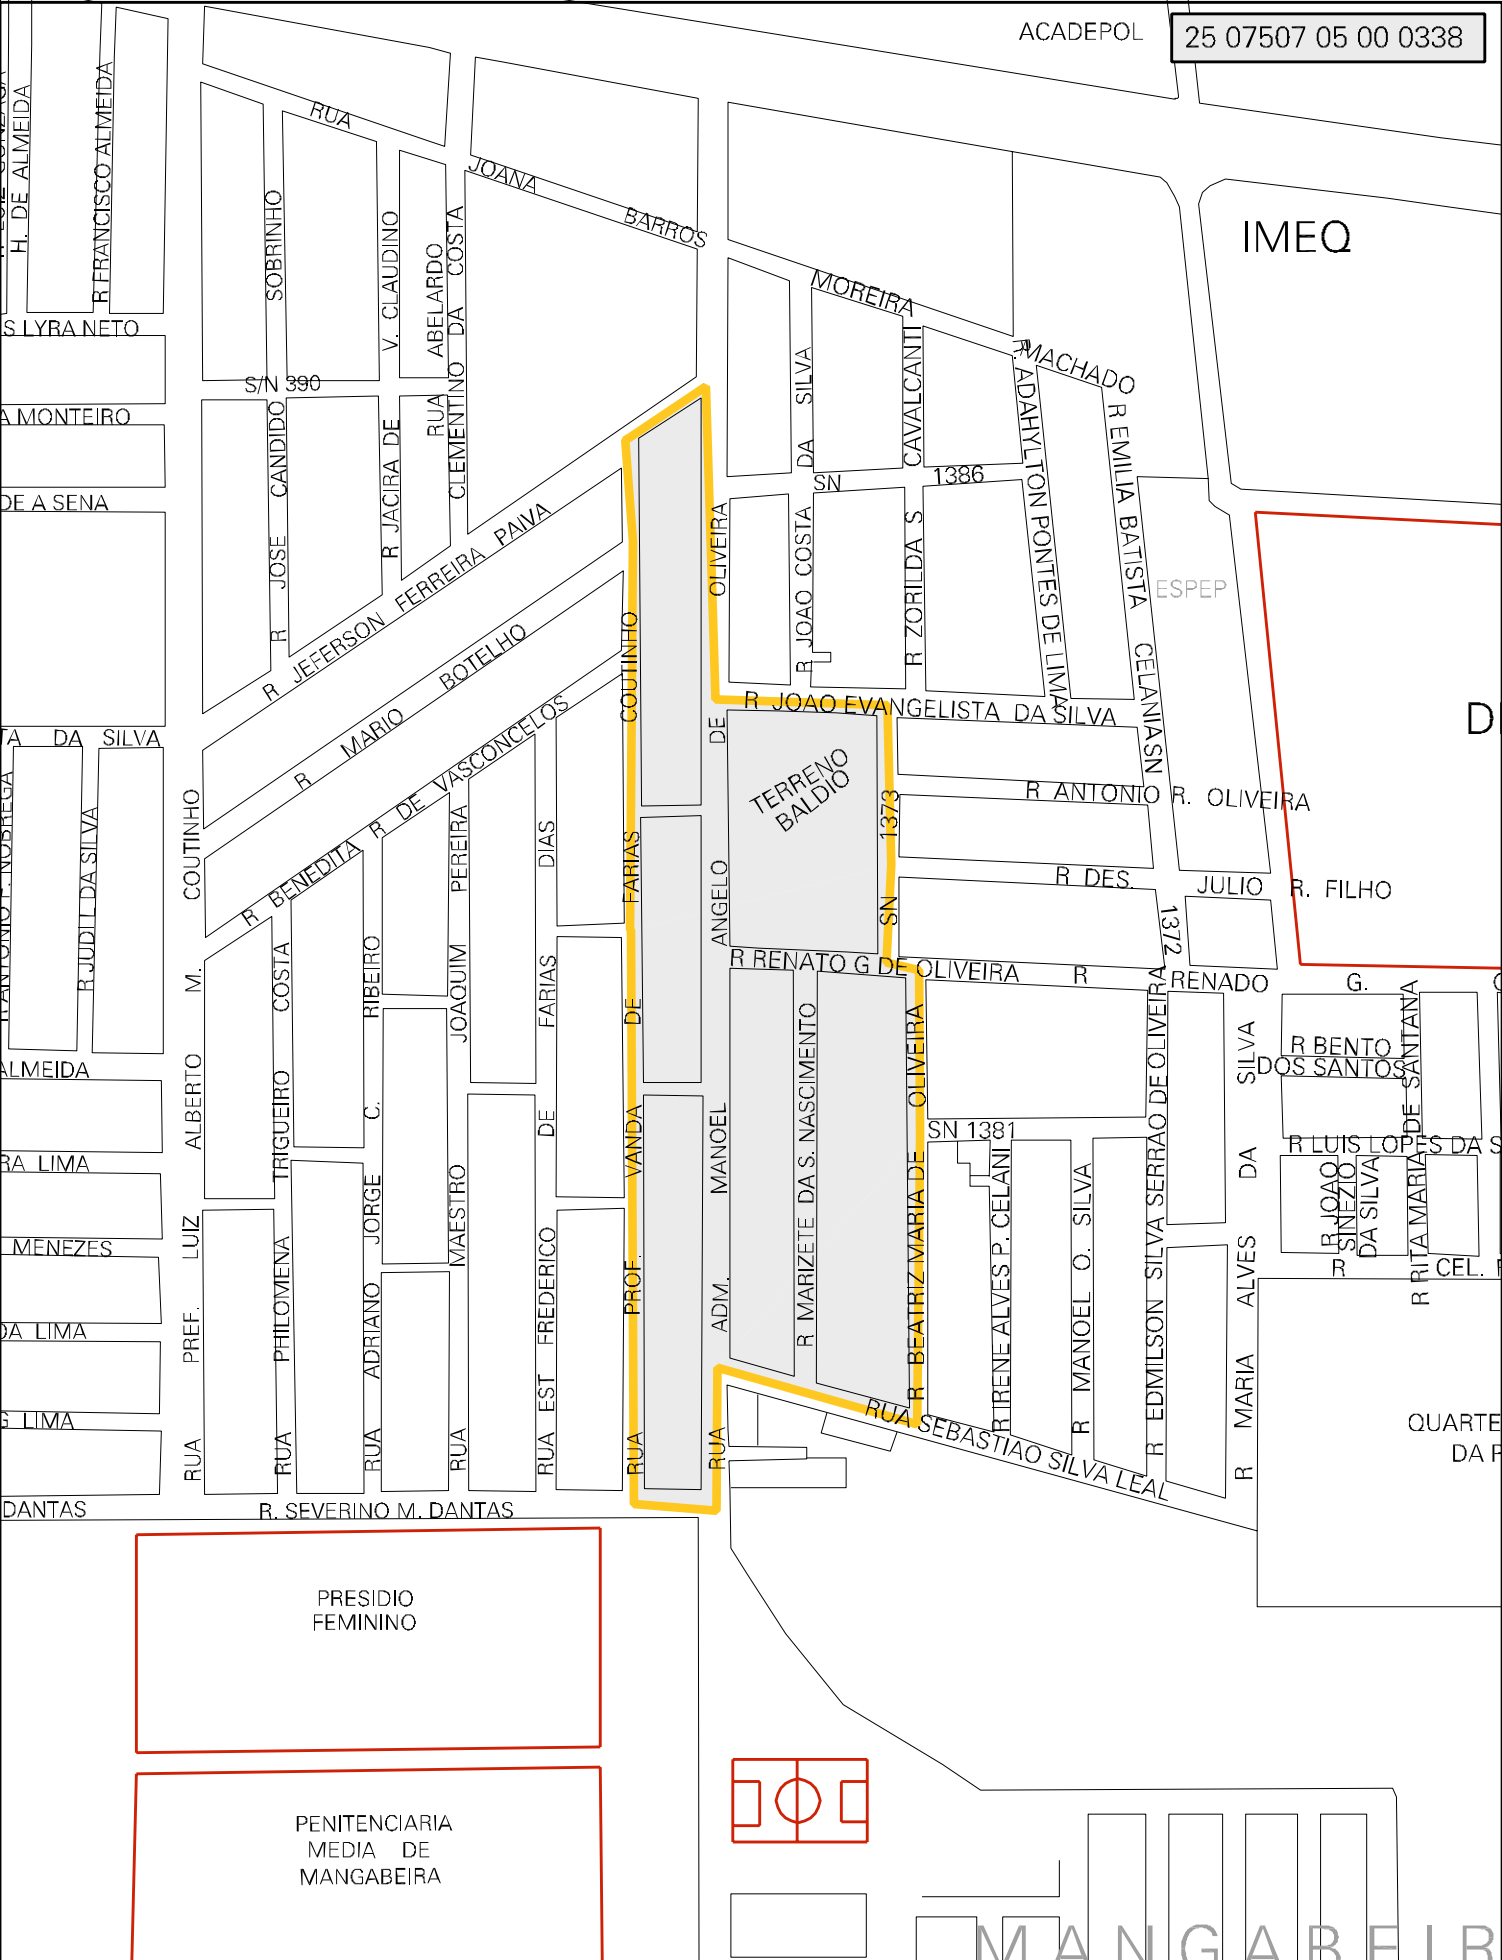 ACADEPOL
25 07507 05 00 0338
IMEQ
H. DE ALMEIDA
R FRANCISCO ALMEIDA
RUA JOANA BARROS MOREIRA MACHADO
SOBRINHO
V. CLAUDINO
RUA ABELARDO
CLEMENTINO DA COSTA
S LYRA NETO
S/N 390
A MONTEIRO
DE A SENA
R JOSE CANDIDO
R JACIRA DE
R JEFERSON FERREIRA PAIVA
R MARIO BOTELHO
R BENEDITA R DE VASCONCELOS
R JOAO COSTA DA SILVA
R ZORILDA S CAVALCANTI
SN 1386
R. ADAHYLTON PONTES DE LIMA
R EMILIA BATISTA CELANIASN
ESPEP
R JOAO EVANGELISTA DA SILVA
TERRENO
BALDIO
SN 1373
R ANTONIO R. OLIVEIRA
R DES. JULIO R. FILHO
1372
R RENATO G DE OLIVEIRA
R RENADO G.
TA DA SILVA
R JUDI L DA SILVA
ALMEIDA
RA LIMA
MENEZES
DA LIMA
G LIMA
DANTAS
RUA PREF. LUIZ ALBERTO M. COUTINHO
RUA PHILOMENA TRIGUEIRO COSTA
RUA ADRIANO JORGE C. RIBEIRO
RUA MAESTRO JOAQUIM PEREIRA
RUA EST FREDERICO DE FARIAS DIAS
RUA PROF. VANDA DE FARIAS COUTINHO
RUA ADM. MANOEL ANGELO DE OLIVEIRA
R MARIZETE DA S. NASCIMENTO
R BEATRIZ MARIA DE OLIVEIRA
SN 1381
R IRENE ALVES P. CELANI
R MANOEL O. SILVA
R EDMILSON SILVA SERRAO DE OLIVEIRA
R MARIA ALVES DA SILVA
R BENTO
DOS SANTOS
R LUIS LOPES DA S
R JOAO
SINEZIO
DA SILVA
R RITA MARIA DE SANTANA
R CEL.
RUA SEBASTIAO SILVA LEAL
QUARTE
DA P
R. SEVERINO M. DANTAS
PRESIDIO
FEMININO
PENITENCIARIA
MEDIA DE
MANGABEIRA
MANGABEIR